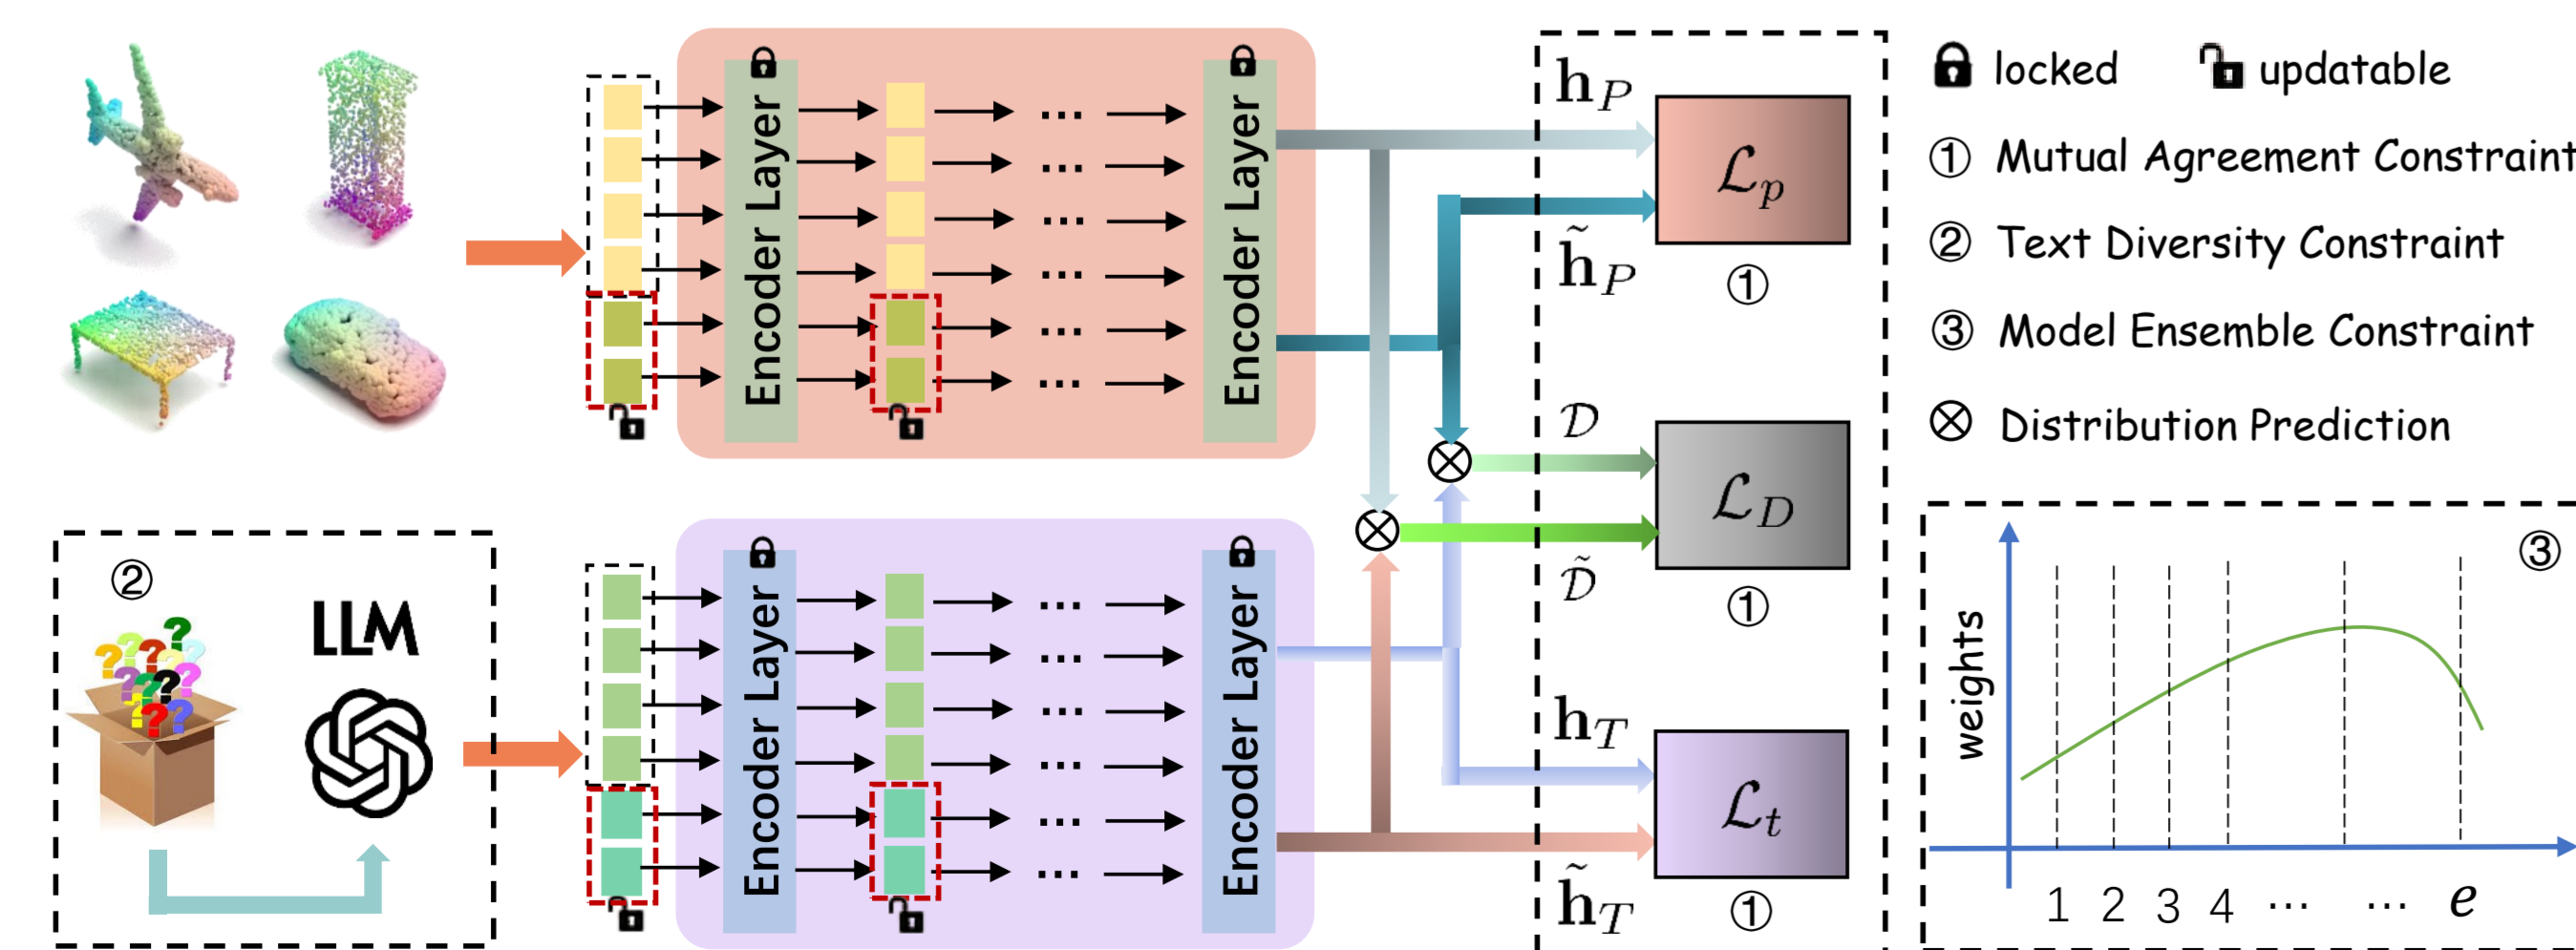 Encoder Layer
...
...
...
...
...
...
Encoder Layer
h_P
h̃_P
ℒ_p
①
𝒟
𝒟̃
ℒ_D
①
②
LLM
? ? ? ? ? ? ? ? ? ? ? ?
Encoder Layer
...
...
...
...
...
...
Encoder Layer
h_T
h̃_T
ℒ_t
①
locked updatable
① Mutual Agreement Constraint
② Text Diversity Constraint
③ Model Ensemble Constraint
⊗ Distribution Prediction
③
weights
1 2 3 4 ... ... e